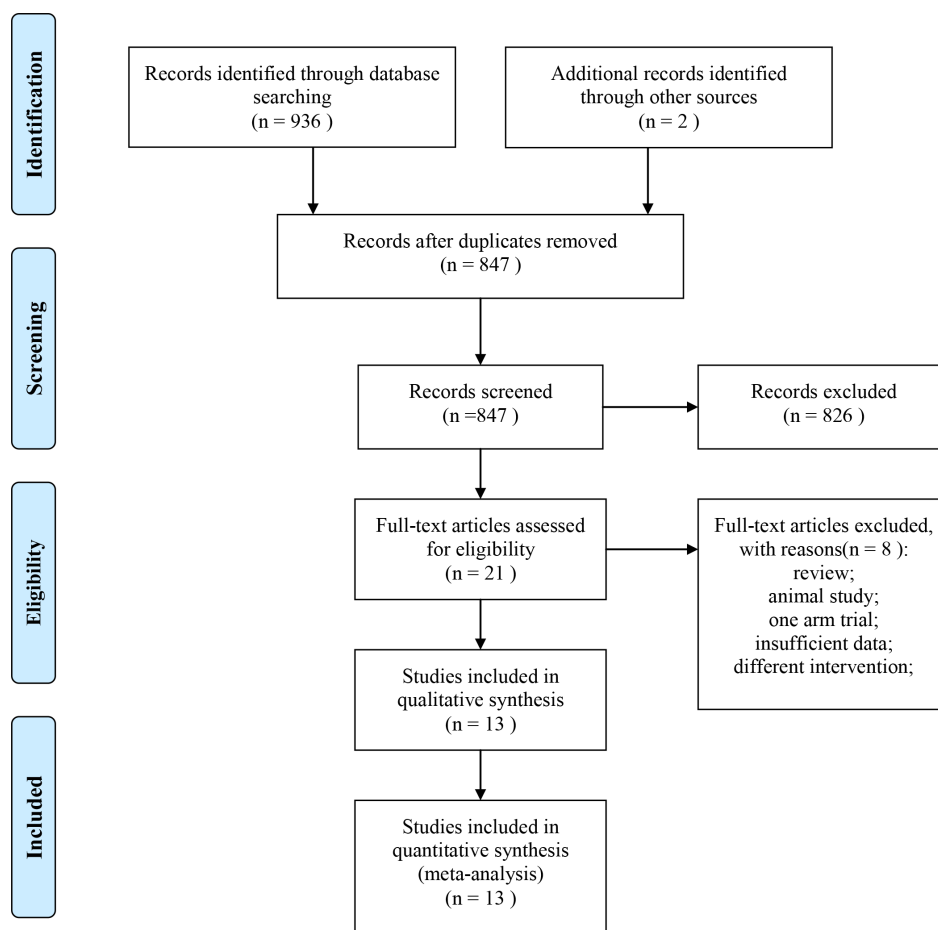 Identification
Records identified through database
searching
(n = 936 )
Additional records identified
through other sources
(n = 2 )
Records after duplicates removed
(n = 847 )
Screening
Records screened
(n =847 )
Records excluded
(n = 826 )
Eligibility
Full-text articles assessed
for eligibility
(n = 21 )
Full-text articles excluded,
with reasons(n = 8 ):
review;
animal study;
one arm trial;
insufficient data;
different intervention;
Studies included in
qualitative synthesis
(n = 13 )
Included
Studies included in
quantitative synthesis
(meta-analysis)
(n = 13 )